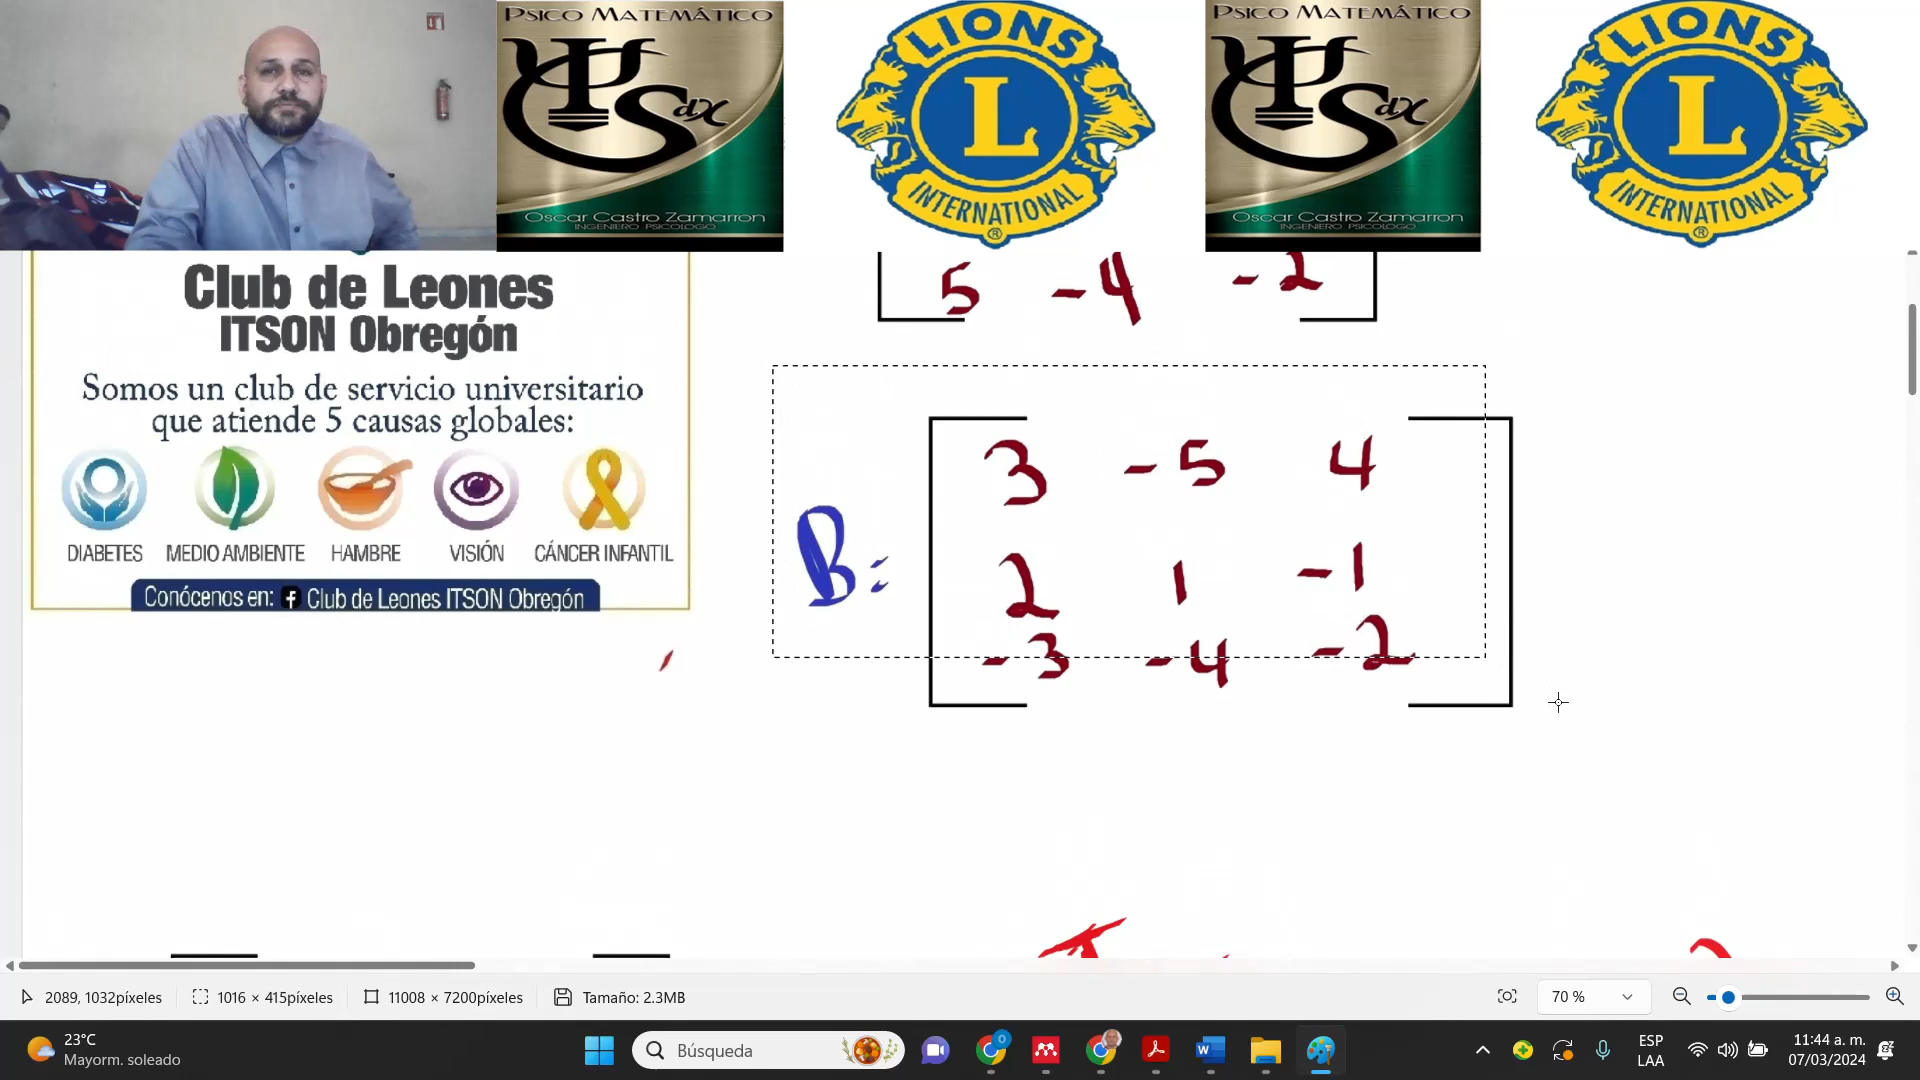 PSICO MATEMÁTICO
dx
Oscar Castro Zamarron
INGENIERO PSICOLOGO
LIONS
L
INTERNATIONAL
®
PSICO MATEMÁTICO
dx
Oscar Castro Zamarron
INGENIERO PSICOLOGO
LIONS
L
INTERNATIONAL
®
Club de Leones
ITSON Obregón
Somos un club de servicio universitario
que atiende 5 causas globales:
DIABETES MEDIO AMBIENTE HAMBRE VISIÓN CÁNCER INFANTIL
Conócenos en: f Club de Leones ITSON Obregón
5 -4 -2
B=
3 -5 4
2 1 -1
-3 -4 -2
2089, 1032píxeles 1016 × 415píxeles 11008 × 7200píxeles Tamaño: 2.3MB 70 %
23°C
Mayorm. soleado
Búsqueda
ESP
LAA
11:44 a. m.
07/03/2024